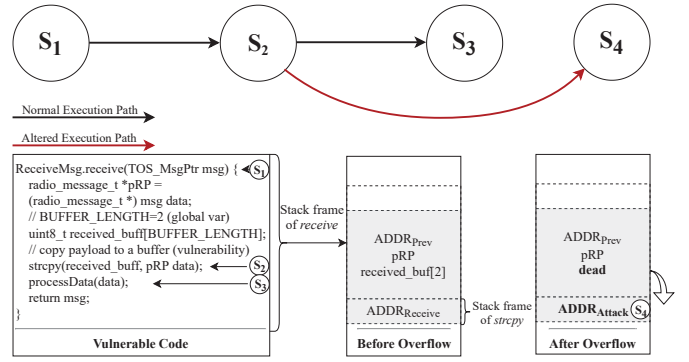 S1 S2 S3 S4
Normal Execution Path
Altered Execution Path
ReceiveMsg.receive(TOS_MsgPtr msg) { S1
radio_message_t *pRP =
(radio_message_t *) msg data;
// BUFFER_LENGTH=2 (global var)
uint8_t received_buff[BUFFER_LENGTH];
// copy payload to a buffer (vulnerability)
strcpy(received_buff, pRP data); S2
processData(data); S3
return msg;
}
Vulnerable Code
Stack frame
of receive
ADDRPrev
pRP
received_buf[2]
ADDRReceive
Before Overflow
Stack frame
of strcpy
ADDRPrev
pRP
dead
ADDRAttack S4
After Overflow